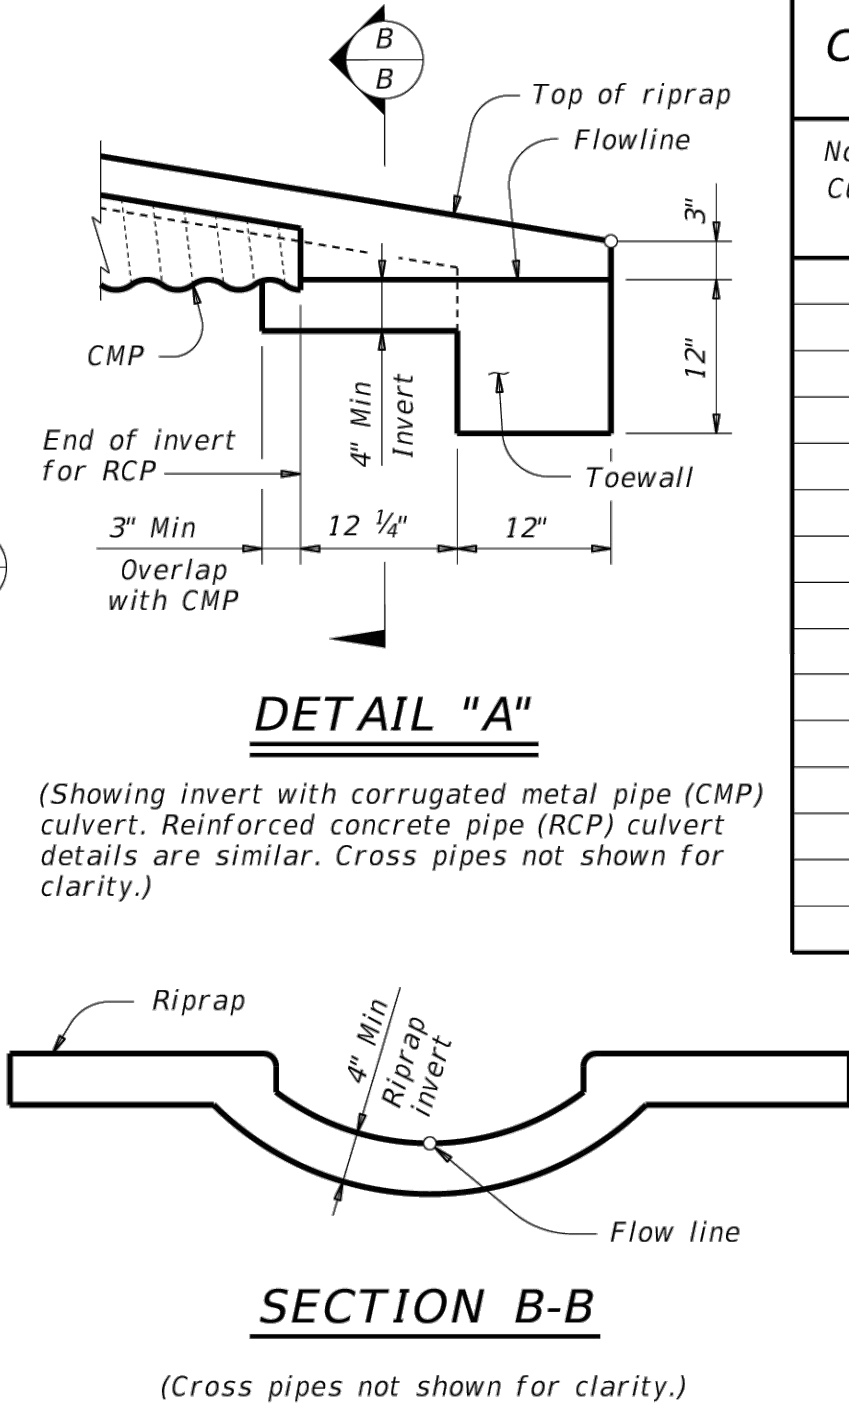 B
B
Top of riprap
Flowline
3"
CMP
12"
4" Min
Invert
End of invert
for RCP
Toewall
3" Min
12 ¼"
12"
Overlap
with CMP
DETAIL "A"
(Showing invert with corrugated metal pipe (CMP)
culvert. Reinforced concrete pipe (RCP) culvert
details are similar. Cross pipes not shown for
clarity.)
Riprap
4" Min
Riprap
invert
Flow line
SECTION B-B
(Cross pipes not shown for clarity.)